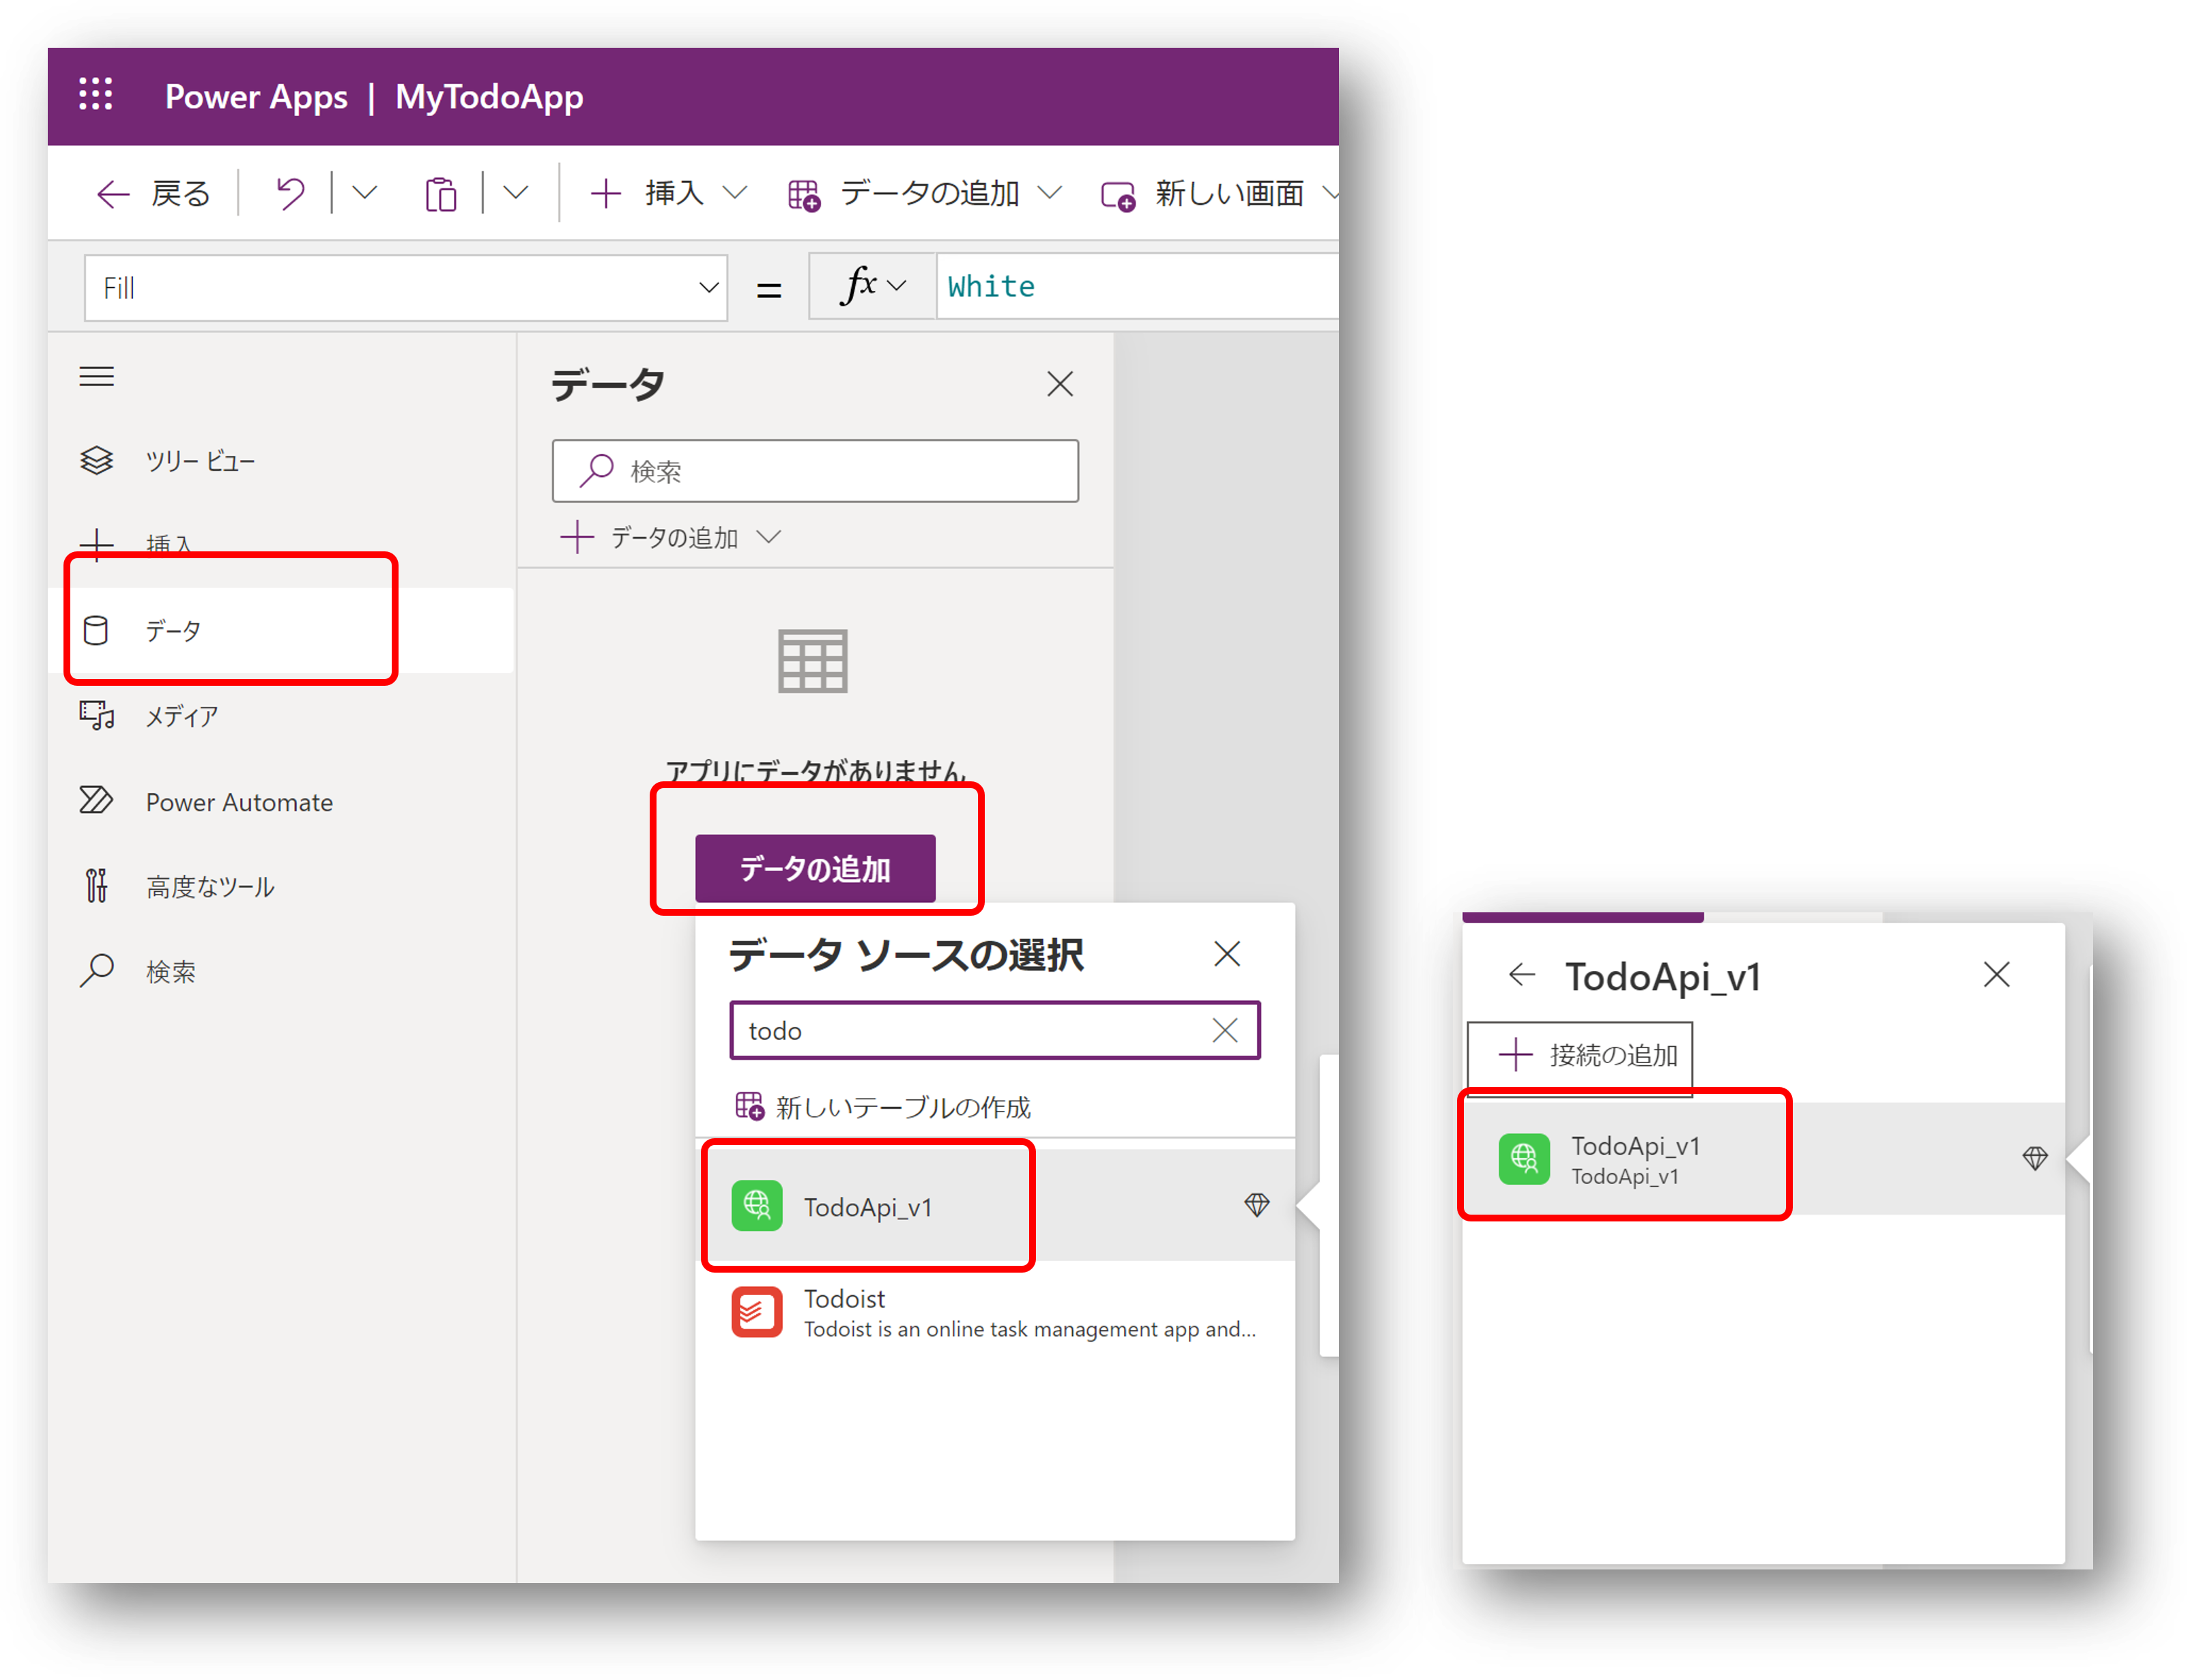 Power Apps | MyTodoApp
戻る
挿入
データの追加
新しい画面
Fill
=
fx
White
ツリー ビュー
挿入
データ
メディア
Power Automate
高度なツール
検索
データ
検索
データの追加
アプリにデータがありません
データの追加
データ ソースの選択
todo
新しいテーブルの作成
TodoApi_v1
Todoist
Todoist is an online task management app and...
TodoApi_v1
接続の追加
TodoApi_v1
TodoApi_v1